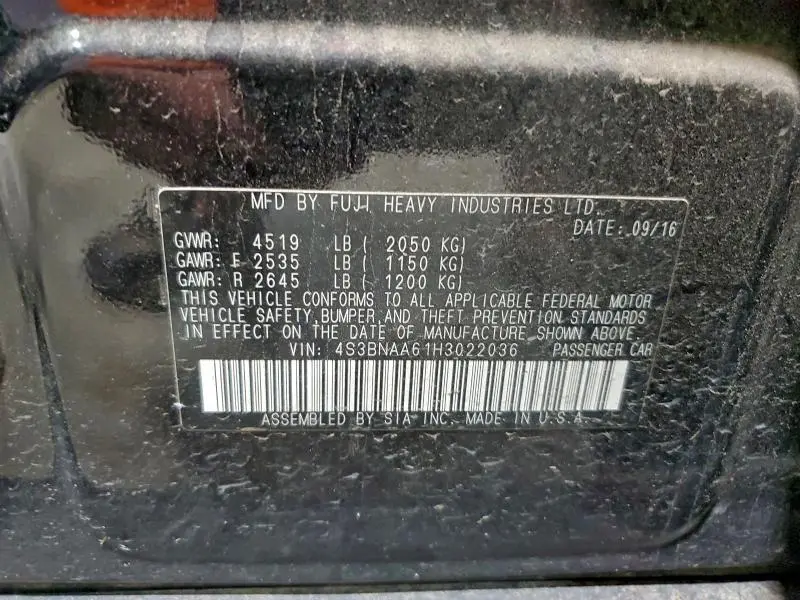 MFD BY FUJI HEAVY INDUSTRIES LTD.
DATE: 09/16
GVWR: 4519 LB ( 2050 KG)
GAWR: F 2535 LB ( 1150 KG)
GAWR: R 2645 LB ( 1200 KG)
THIS VEHICLE CONFORMS TO ALL APPLICABLE FEDERAL MOTOR
VEHICLE SAFETY, BUMPER, AND THEFT PREVENTION STANDARDS
IN EFFECT ON THE DATE OF MANUFACTURE SHOWN ABOVE
VIN: 4S3BNAA61H3022036 PASSENGER CAR
ASSEMBLED BY SIA INC. MADE IN U.S.A.